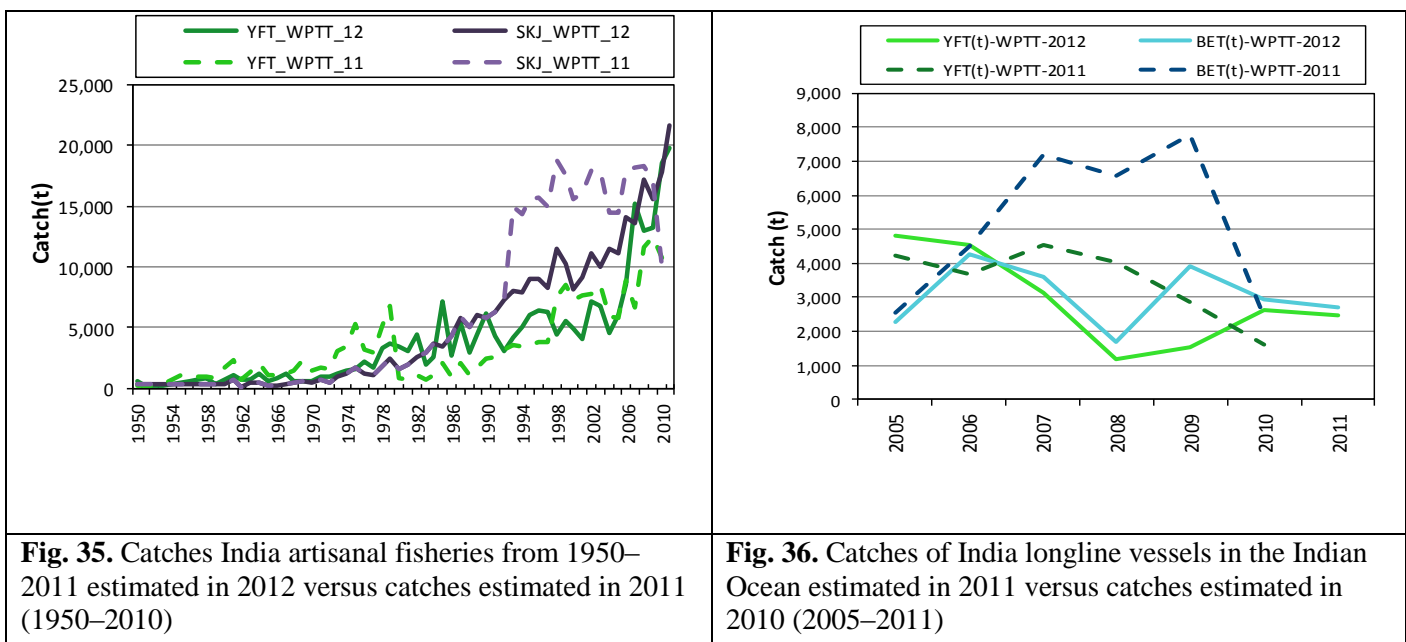 YFT_WPTT_12 SKJ_WPTT_12
YFT_WPTT_11 SKJ_WPTT_11
Catch(t)
25,000
20,000
15,000
10,000
5,000
0
1950 1954 1958 1962 1966 1970 1974 1978 1982 1986 1990 1994 1998 2002 2006 2010
YFT(t)-WPTT-2012 BET(t)-WPTT-2012
YFT(t)-WPTT-2011 BET(t)-WPTT-2011
Catch (t)
9,000
8,000
7,000
6,000
5,000
4,000
3,000
2,000
1,000
0
2005 2006 2007 2008 2009 2010 2011
Fig. 35. Catches India artisanal fisheries from 1950–
2011 estimated in 2012 versus catches estimated in 2011
(1950–2010)
Fig. 36. Catches of India longline vessels in the Indian
Ocean estimated in 2011 versus catches estimated in
2010 (2005–2011)